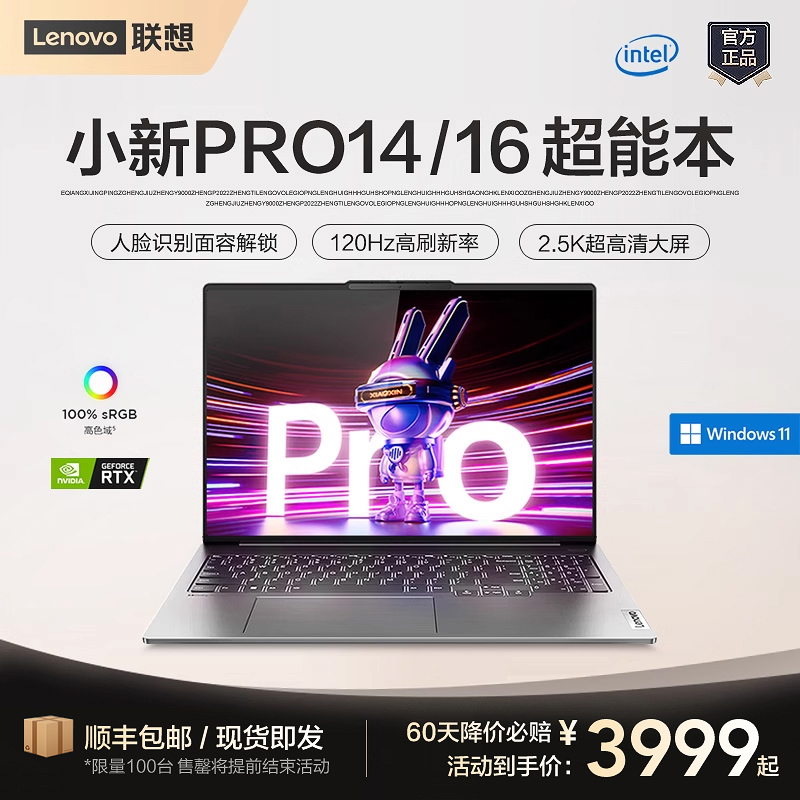 Lenovo 联想
intel
官方
正品
小新PRO14/16 超能本
人脸识别面容解锁
120Hz高刷新率
2.5K超高清大屏
XIAOXIN
Pro
100% sRGB
高色域5
NVIDIA
GEFORCE
RTX
Windows 11
Lenovo
顺丰包邮 / 现货即发
*限量100台 售罄将提前结束活动
60天降价必赔
活动到手价：
¥3999起